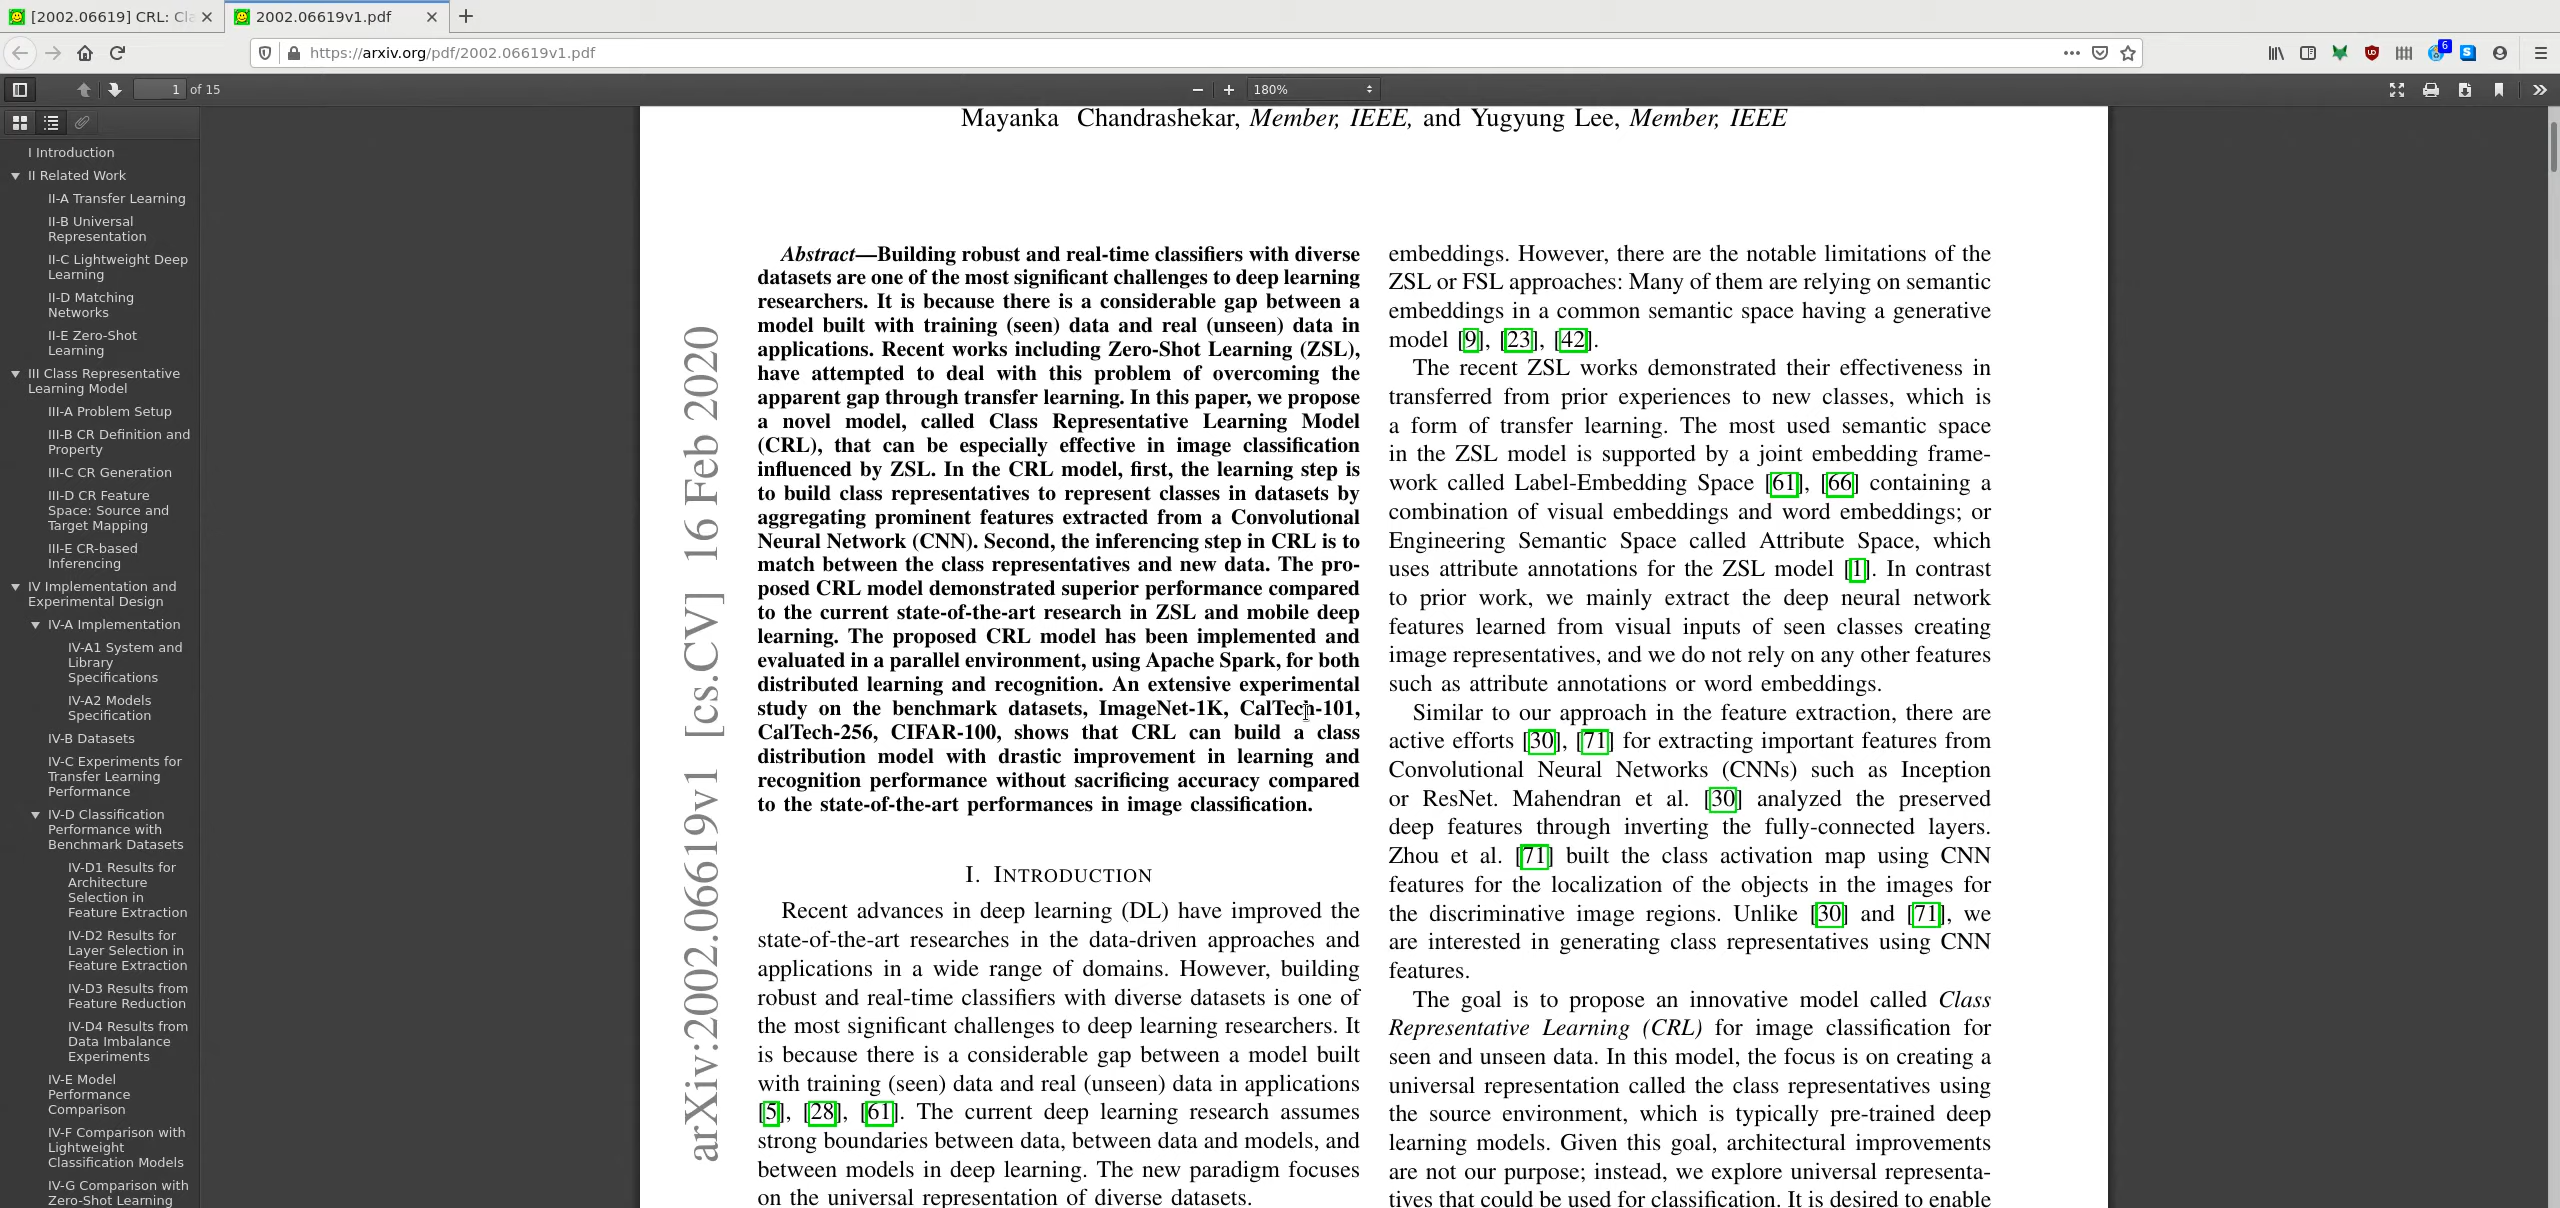 [2002.06619] CRL: Cla
2002.06619v1.pdf
https://arxiv.org/pdf/2002.06619v1.pdf
6
1 of 15
180%
I Introduction
II Related Work
II-A Transfer Learning
II-B Universal
Representation
II-C Lightweight Deep
Learning
II-D Matching
Networks
II-E Zero-Shot
Learning
III Class Representative
Learning Model
III-A Problem Setup
III-B CR Definition and
Property
III-C CR Generation
III-D CR Feature
Space: Source and
Target Mapping
III-E CR-based
Inferencing
IV Implementation and
Experimental Design
IV-A Implementation
IV-A1 System and
Library
Specifications
IV-A2 Models
Specification
IV-B Datasets
IV-C Experiments for
Transfer Learning
Performance
IV-D Classification
Performance with
Benchmark Datasets
IV-D1 Results for
Architecture
Selection in
Feature Extraction
IV-D2 Results for
Layer Selection in
Feature Extraction
IV-D3 Results from
Feature Reduction
IV-D4 Results from
Data Imbalance
Experiments
IV-E Model
Performance
Comparison
IV-F Comparison with
Lightweight
Classification Models
IV-G Comparison with
Zero-Shot Learning
Mayanka Chandrashekar, Member, IEEE, and Yugyung Lee, Member, IEEE
arXiv:2002.06619v1 [cs.CV] 16 Feb 2020
Abstract—Building robust and real-time classifiers with diverse
datasets are one of the most significant challenges to deep learning
researchers. It is because there is a considerable gap between a
model built with training (seen) data and real (unseen) data in
applications. Recent works including Zero-Shot Learning (ZSL),
have attempted to deal with this problem of overcoming the
apparent gap through transfer learning. In this paper, we propose
a novel model, called Class Representative Learning Model
(CRL), that can be especially effective in image classification
influenced by ZSL. In the CRL model, first, the learning step is
to build class representatives to represent classes in datasets by
aggregating prominent features extracted from a Convolutional
Neural Network (CNN). Second, the inferencing step in CRL is to
match between the class representatives and new data. The pro-
posed CRL model demonstrated superior performance compared
to the current state-of-the-art research in ZSL and mobile deep
learning. The proposed CRL model has been implemented and
evaluated in a parallel environment, using Apache Spark, for both
distributed learning and recognition. An extensive experimental
study on the benchmark datasets, ImageNet-1K, CalTech-101,
CalTech-256, CIFAR-100, shows that CRL can build a class
distribution model with drastic improvement in learning and
recognition performance without sacrificing accuracy compared
to the state-of-the-art performances in image classification.
I. INTRODUCTION
Recent advances in deep learning (DL) have improved the
state-of-the-art researches in the data-driven approaches and
applications in a wide range of domains. However, building
robust and real-time classifiers with diverse datasets is one of
the most significant challenges to deep learning researchers. It
is because there is a considerable gap between a model built
with training (seen) data and real (unseen) data in applications
[5], [28], [61]. The current deep learning research assumes
strong boundaries between data, between data and models, and
between models in deep learning. The new paradigm focuses
on the universal representation of diverse datasets.
embeddings. However, there are the notable limitations of the
ZSL or FSL approaches: Many of them are relying on semantic
embeddings in a common semantic space having a generative
model [9], [23], [42].
The recent ZSL works demonstrated their effectiveness in
transferred from prior experiences to new classes, which is
a form of transfer learning. The most used semantic space
in the ZSL model is supported by a joint embedding frame-
work called Label-Embedding Space [61], [66] containing a
combination of visual embeddings and word embeddings; or
Engineering Semantic Space called Attribute Space, which
uses attribute annotations for the ZSL model [1]. In contrast
to prior work, we mainly extract the deep neural network
features learned from visual inputs of seen classes creating
image representatives, and we do not rely on any other features
such as attribute annotations or word embeddings.
Similar to our approach in the feature extraction, there are
active efforts [30], [71] for extracting important features from
Convolutional Neural Networks (CNNs) such as Inception
or ResNet. Mahendran et al. [30] analyzed the preserved
deep features through inverting the fully-connected layers.
Zhou et al. [71] built the class activation map using CNN
features for the localization of the objects in the images for
the discriminative image regions. Unlike [30] and [71], we
are interested in generating class representatives using CNN
features.
The goal is to propose an innovative model called Class
Representative Learning (CRL) for image classification for
seen and unseen data. In this model, the focus is on creating a
universal representation called the class representatives using
the source environment, which is typically pre-trained deep
learning models. Given this goal, architectural improvements
are not our purpose; instead, we explore universal representa-
tives that could be used for classification. It is desired to enable